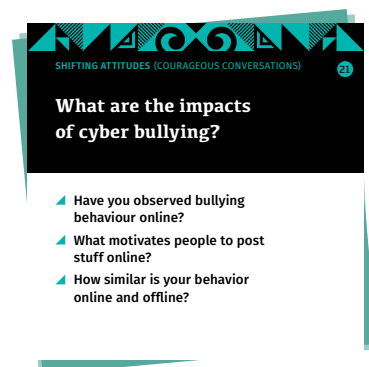 SHIFTING ATTITUDES (COURAGEOUS CONVERSATIONS)
21
What are the impacts
of cyber bullying?
Have you observed bullying
behaviour online?
What motivates people to post
stuff online?
How similar is your behavior
online and offline?